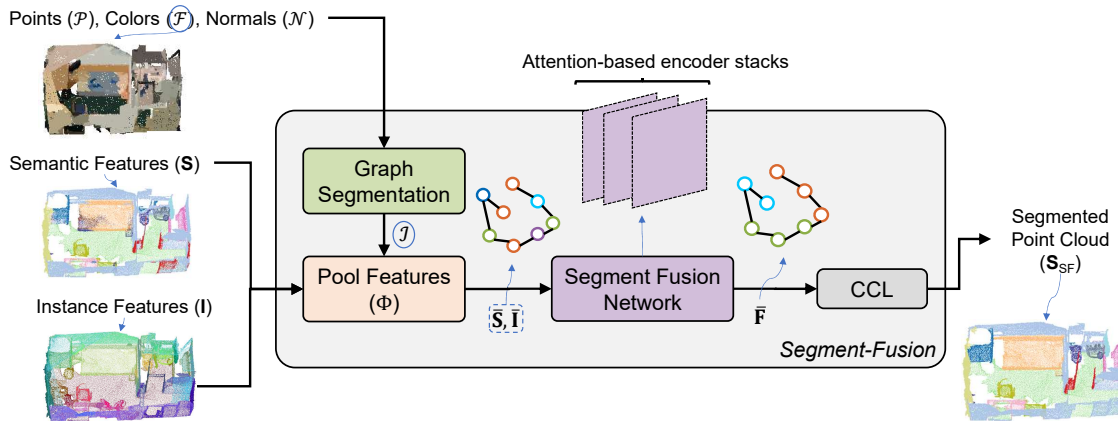 Points (𝒫), Colors (ℱ), Normals (𝒩)
Attention-based encoder stacks
Semantic Features (S)
Graph
Segmentation
ℐ
Pool Features
(Φ)
S̄, Ī
Segment Fusion
Network
F̄
CCL
Segmented
Point Cloud
(S_SF)
Instance Features (I)
Segment-Fusion